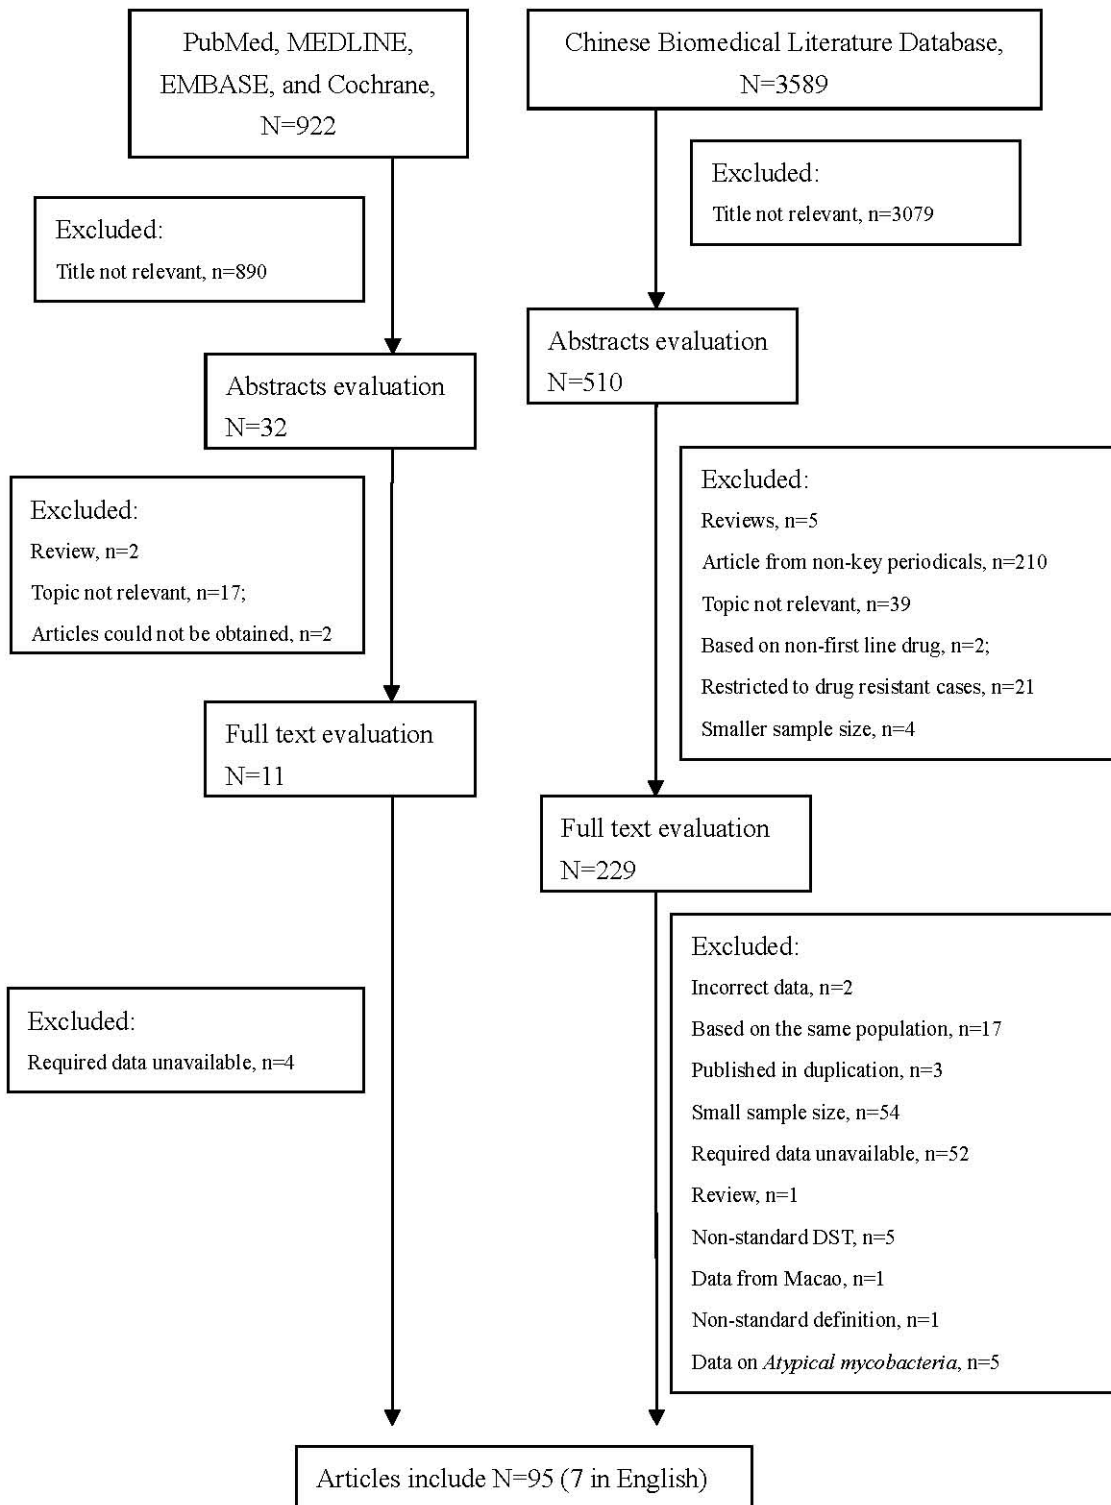 PubMed, MEDLINE,
EMBASE, and Cochrane,
N=922
Chinese Biomedical Literature Database,
N=3589
Excluded:
Title not relevant, n=890
Excluded:
Title not relevant, n=3079
Abstracts evaluation
N=32
Abstracts evaluation
N=510
Excluded:
Review, n=2
Topic not relevant, n=17;
Articles could not be obtained, n=2
Excluded:
Reviews, n=5
Article from non-key periodicals, n=210
Topic not relevant, n=39
Based on non-first line drug, n=2;
Restricted to drug resistant cases, n=21
Smaller sample size, n=4
Full text evaluation
N=11
Full text evaluation
N=229
Excluded:
Required data unavailable, n=4
Excluded:
Incorrect data, n=2
Based on the same population, n=17
Published in duplication, n=3
Small sample size, n=54
Required data unavailable, n=52
Review, n=1
Non-standard DST, n=5
Data from Macao, n=1
Non-standard definition, n=1
Data on Atypical mycobacteria, n=5
Articles include N=95 (7 in English)